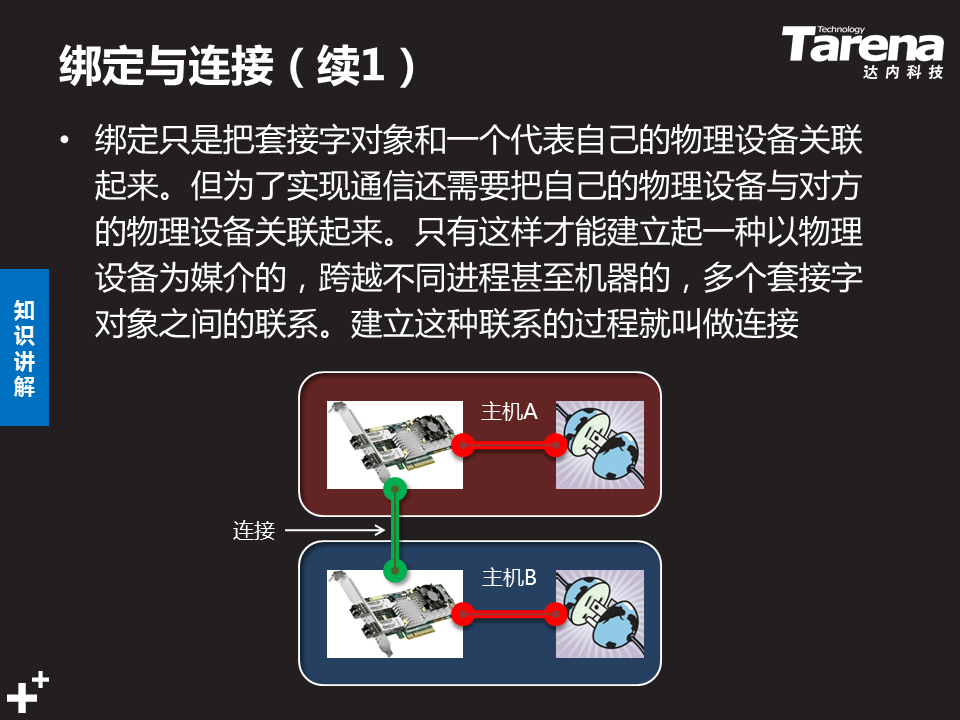 绑定与连接（续1）
Technology
Tarena
达内科技
• 绑定只是把套接字对象和一个代表自己的物理设备关联
起来。但为了实现通信还需要把自己的物理设备与对方
的物理设备关联起来。只有这样才能建立起一种以物理
设备为媒介的，跨越不同进程甚至机器的，多个套接字
对象之间的联系。建立这种联系的过程就叫做连接
知识讲解
主机A
连接
主机B